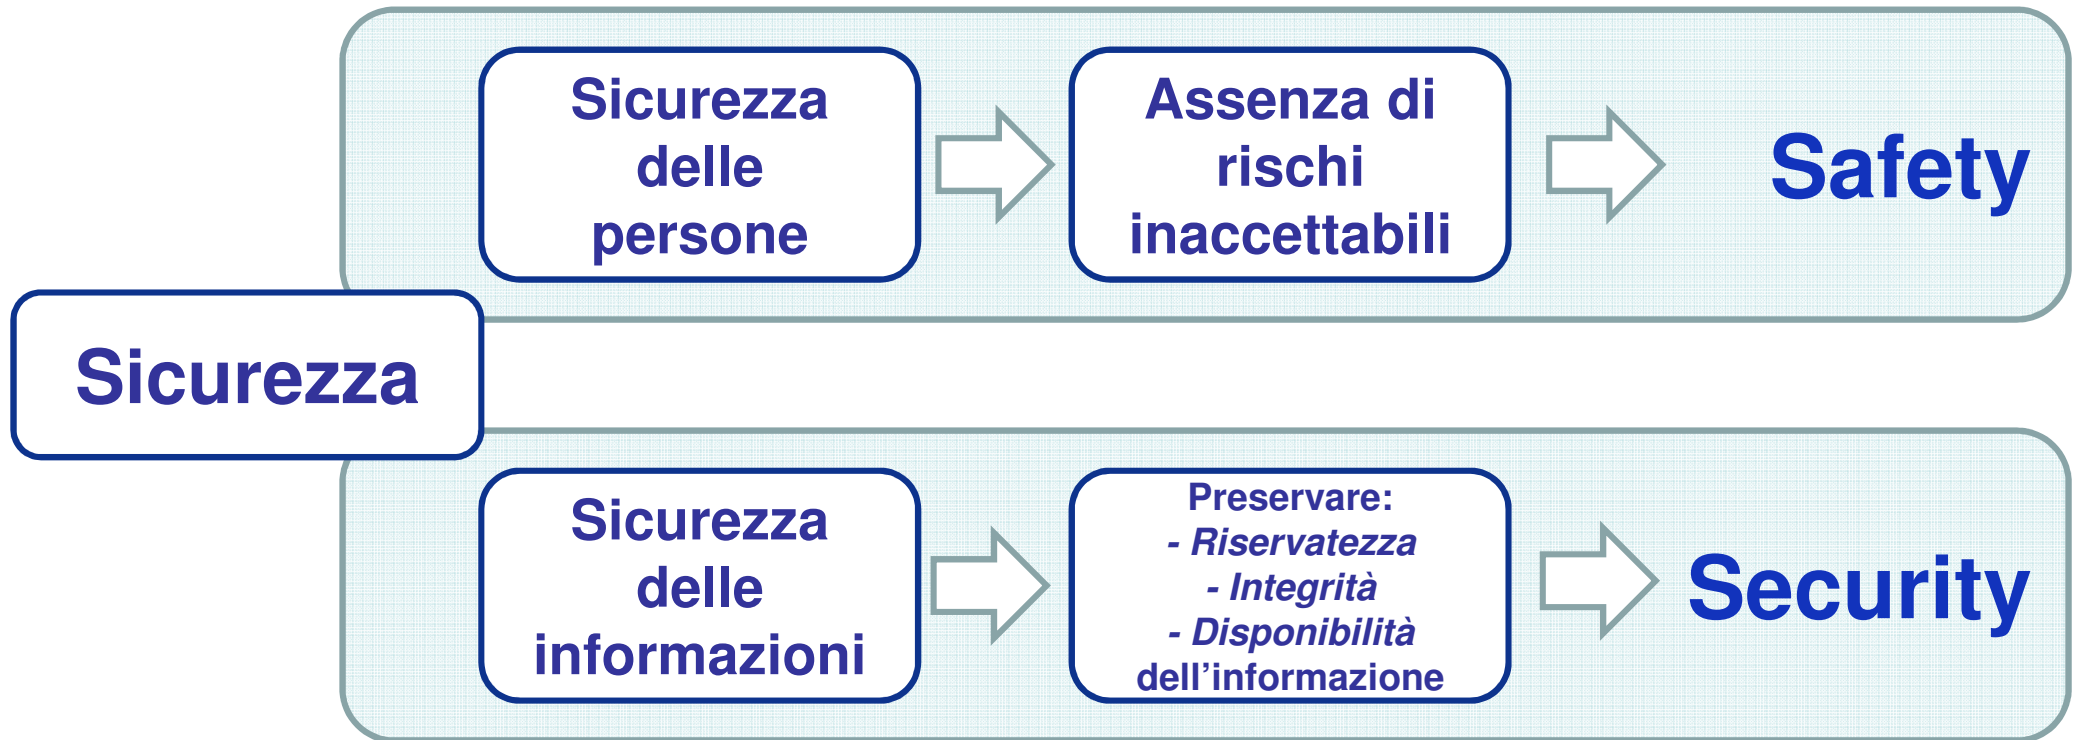 Sicurezza
delle
persone
Assenza di
rischi
inaccettabili
Safety
Sicurezza
Sicurezza
delle
informazioni
Preservare:
- Riservatezza
- Integrità
- Disponibilità
dell’informazione
Security